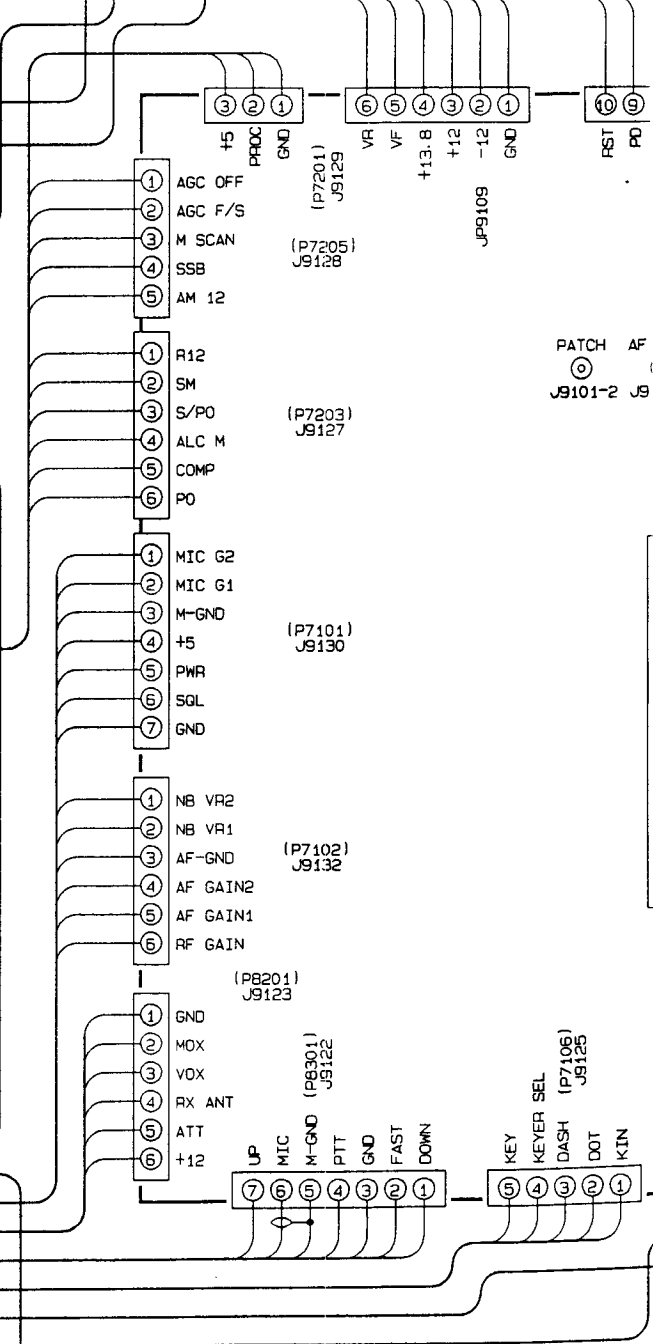 3 2 1 6 5 4 3 2 1 10 9
+5 PROC GND VR VF +13.8 +12 -12 GND RST PD
(P7201)
J9129
JP9109
1 AGC OFF
2 AGC F/S
3 M SCAN
4 SSB
5 AM 12
(P7205)
J9128
PATCH AF
J9101-2 J9
1 R12
2 SM
3 S/PO
4 ALC M
5 COMP
6 PO
(P7203)
J9127
1 MIC G2
2 MIC G1
3 M-GND
4 +5
5 PWR
6 SQL
7 GND
(P7101)
J9130
1 NB VR2
2 NB VR1
3 AF-GND
4 AF GAIN2
5 AF GAIN1
6 RF GAIN
(P7102)
J9132
(P8201)
J9123
1 GND
2 MOX
3 VOX
4 RX ANT
5 ATT
6 +12
(P8301)
J9122
(P7106)
J9125
UP MIC M-GND PTT GND FAST DOWN KEY KEYER SEL DASH DOT KIN
7 6 5 4 3 2 1 5 4 3 2 1